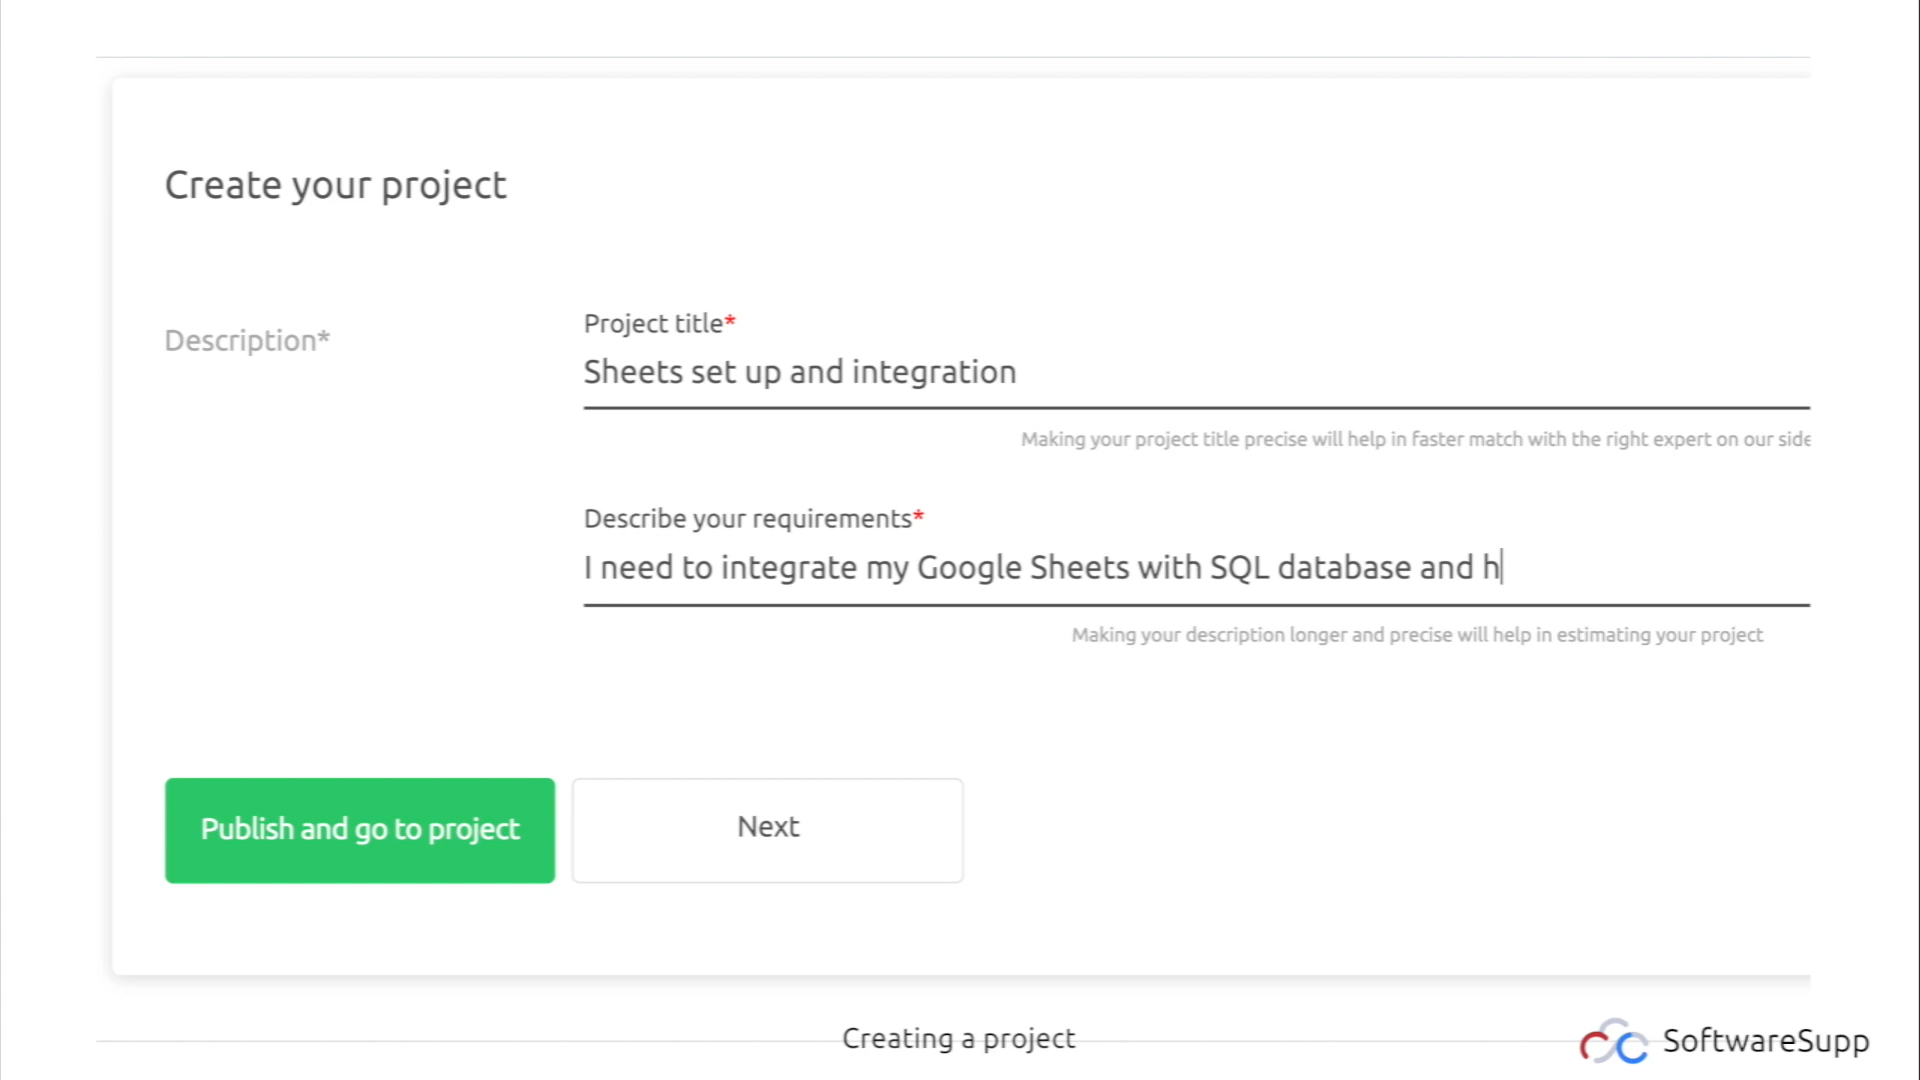 Create your project
Description*
Project title*
Sheets set up and integration
Making your project title precise will help in faster match with the right expert on our side
Describe your requirements*
I need to integrate my Google Sheets with SQL database and h
Making your description longer and precise will help in estimating your project
Publish and go to project
Next
Creating a project
SoftwareSupp